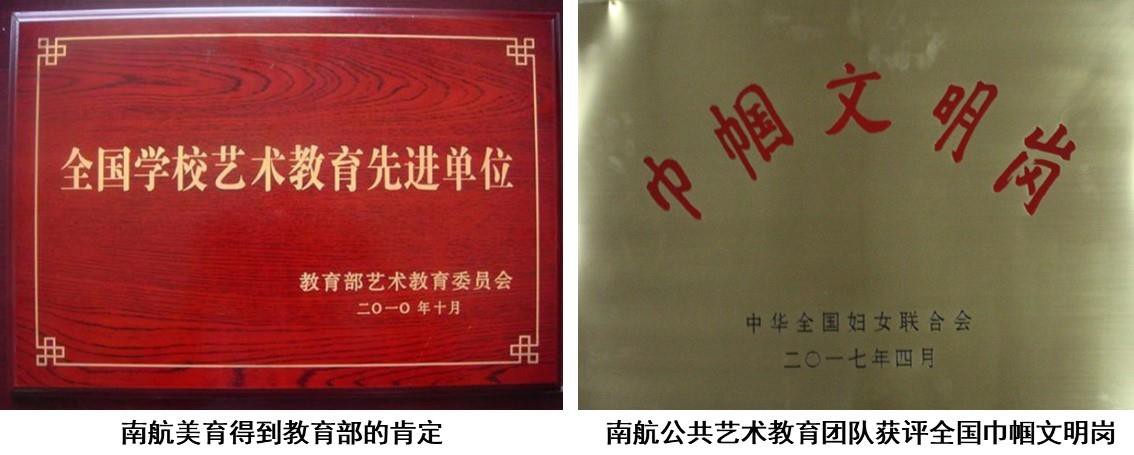 全国学校艺术教育先进单位
教育部艺术教育委员会
二〇一〇年十月
南航美育得到教育部的肯定
巾帼文明岗
中华全国妇女联合会
二〇一七年四月
南航公共艺术教育团队获评全国巾帼文明岗